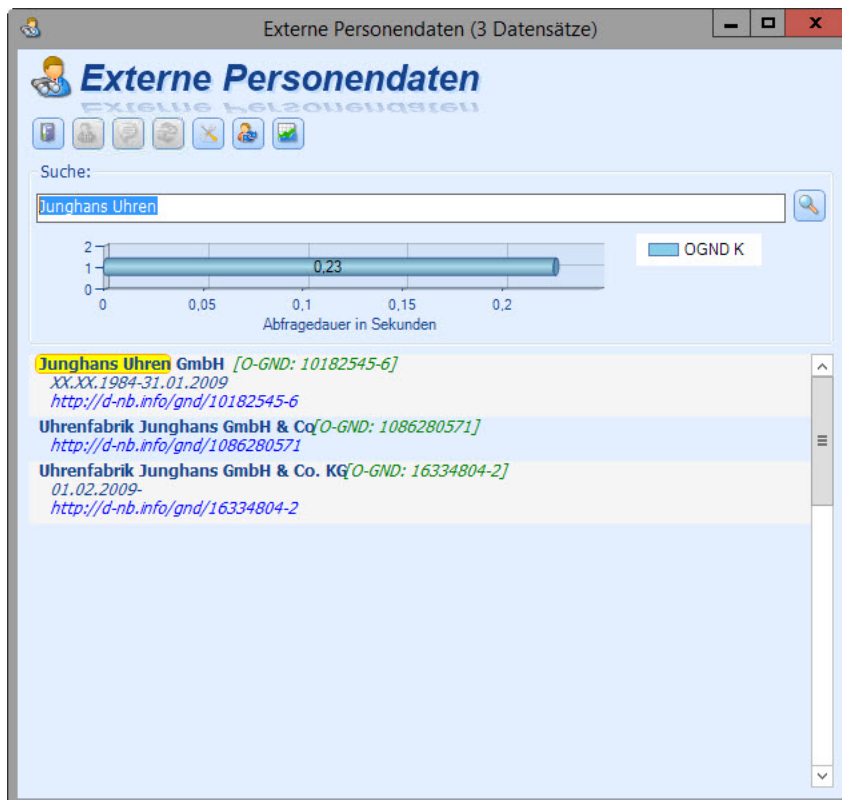 Externe Personendaten (3 Datensätze)
Externe Personendaten
Suche:
Junghans Uhren
2
1
0
0,23
0
0,05
0,1
0,15
0,2
Abfragedauer in Sekunden
OGND K
Junghans Uhren GmbH [O-GND: 10182545-6]
XX.XX.1984-31.01.2009
http://d-nb.info/gnd/10182545-6
Uhrenfabrik Junghans GmbH & Co[O-GND: 1086280571]
http://d-nb.info/gnd/1086280571
Uhrenfabrik Junghans GmbH & Co. KG[O-GND: 16334804-2]
01.02.2009-
http://d-nb.info/gnd/16334804-2